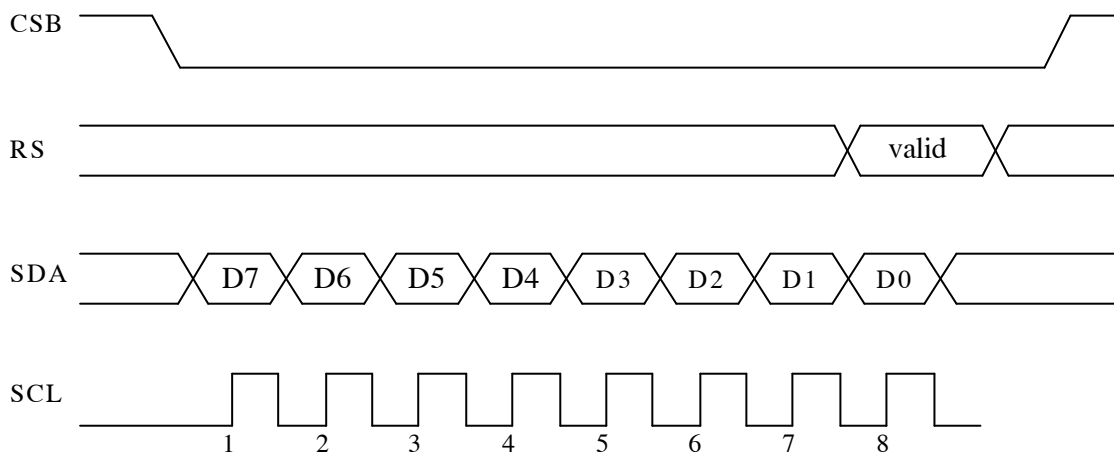 CSB
RS valid
SDA D7 D6 D5 D4 D3 D2 D1 D0
SCL
1 2 3 4 5 6 7 8